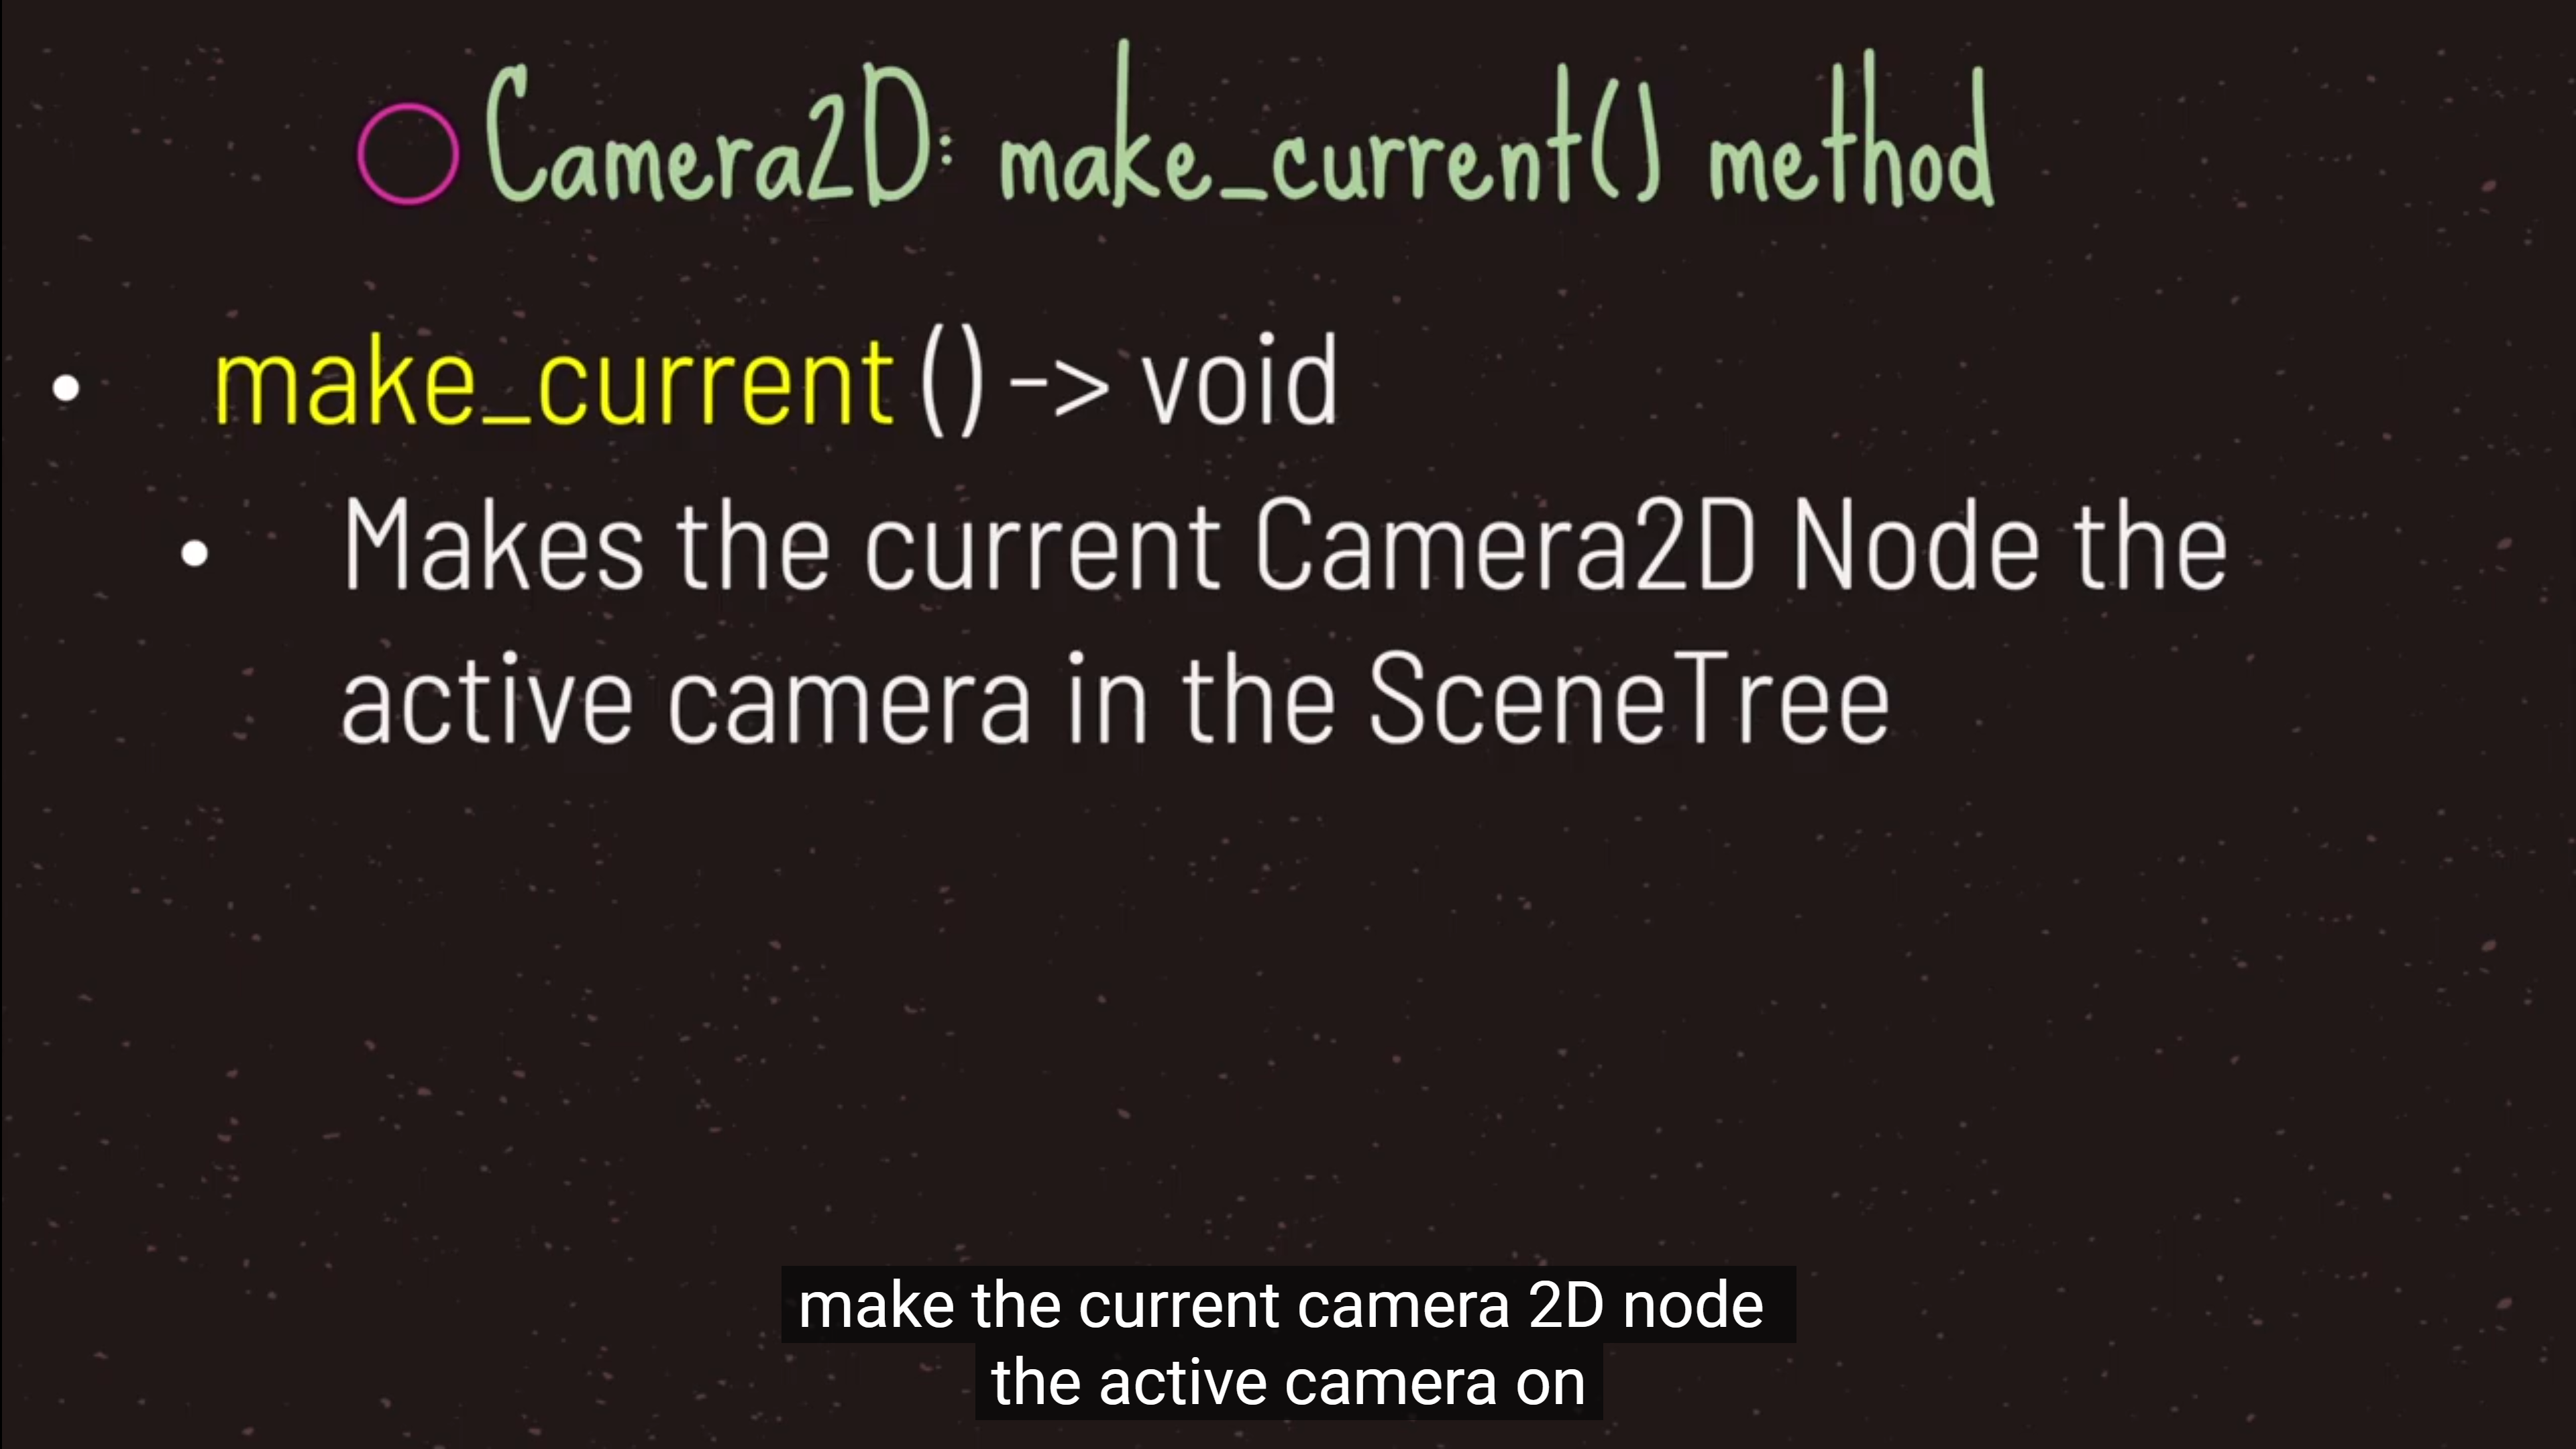 Camera2D: make_current() method
• make_current() -> void
• Makes the current Camera2D Node the
active camera in the SceneTree
make the current camera 2D node
the active camera on